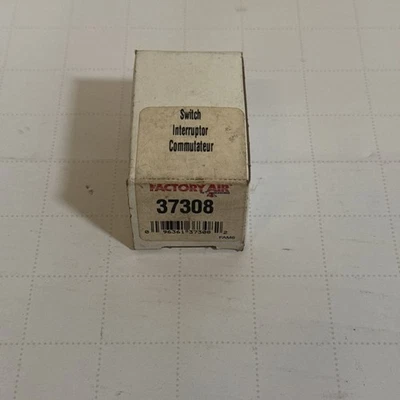 Switch
Interruptor
Commutateur
FACTORY AIR
37308